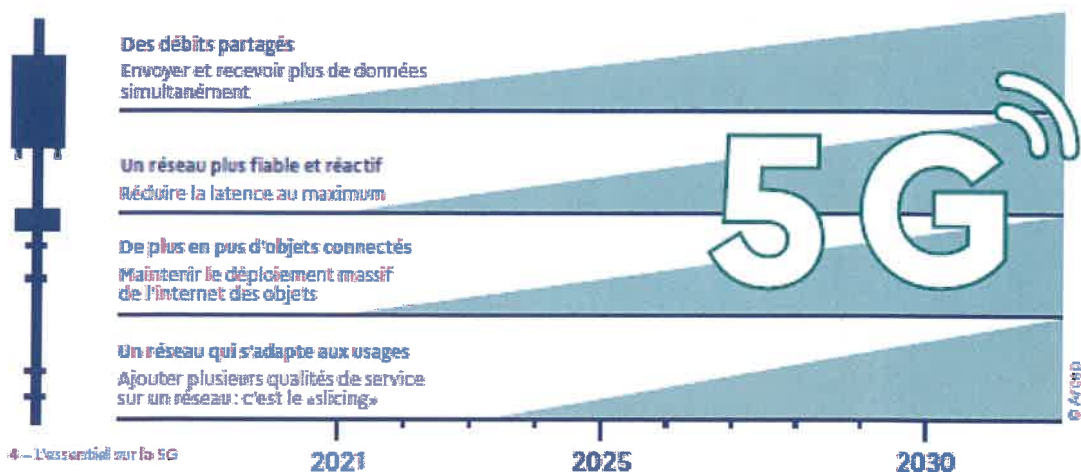 Des débits partagés
Envoyer et recevoir plus de données
simultanément
Un réseau plus fiable et réactif
Réduire la latence au maximum
De plus en pus d'objets connectés
Maintenir le déploiement massif
de l'internet des objets
Un réseau qui s'adapte aux usages
Ajouter plusieurs qualités de service
sur un réseau : c'est le «slicing»
5G
© Arcep
2021
2025
2030
4 – L'essentiel sur la 5G